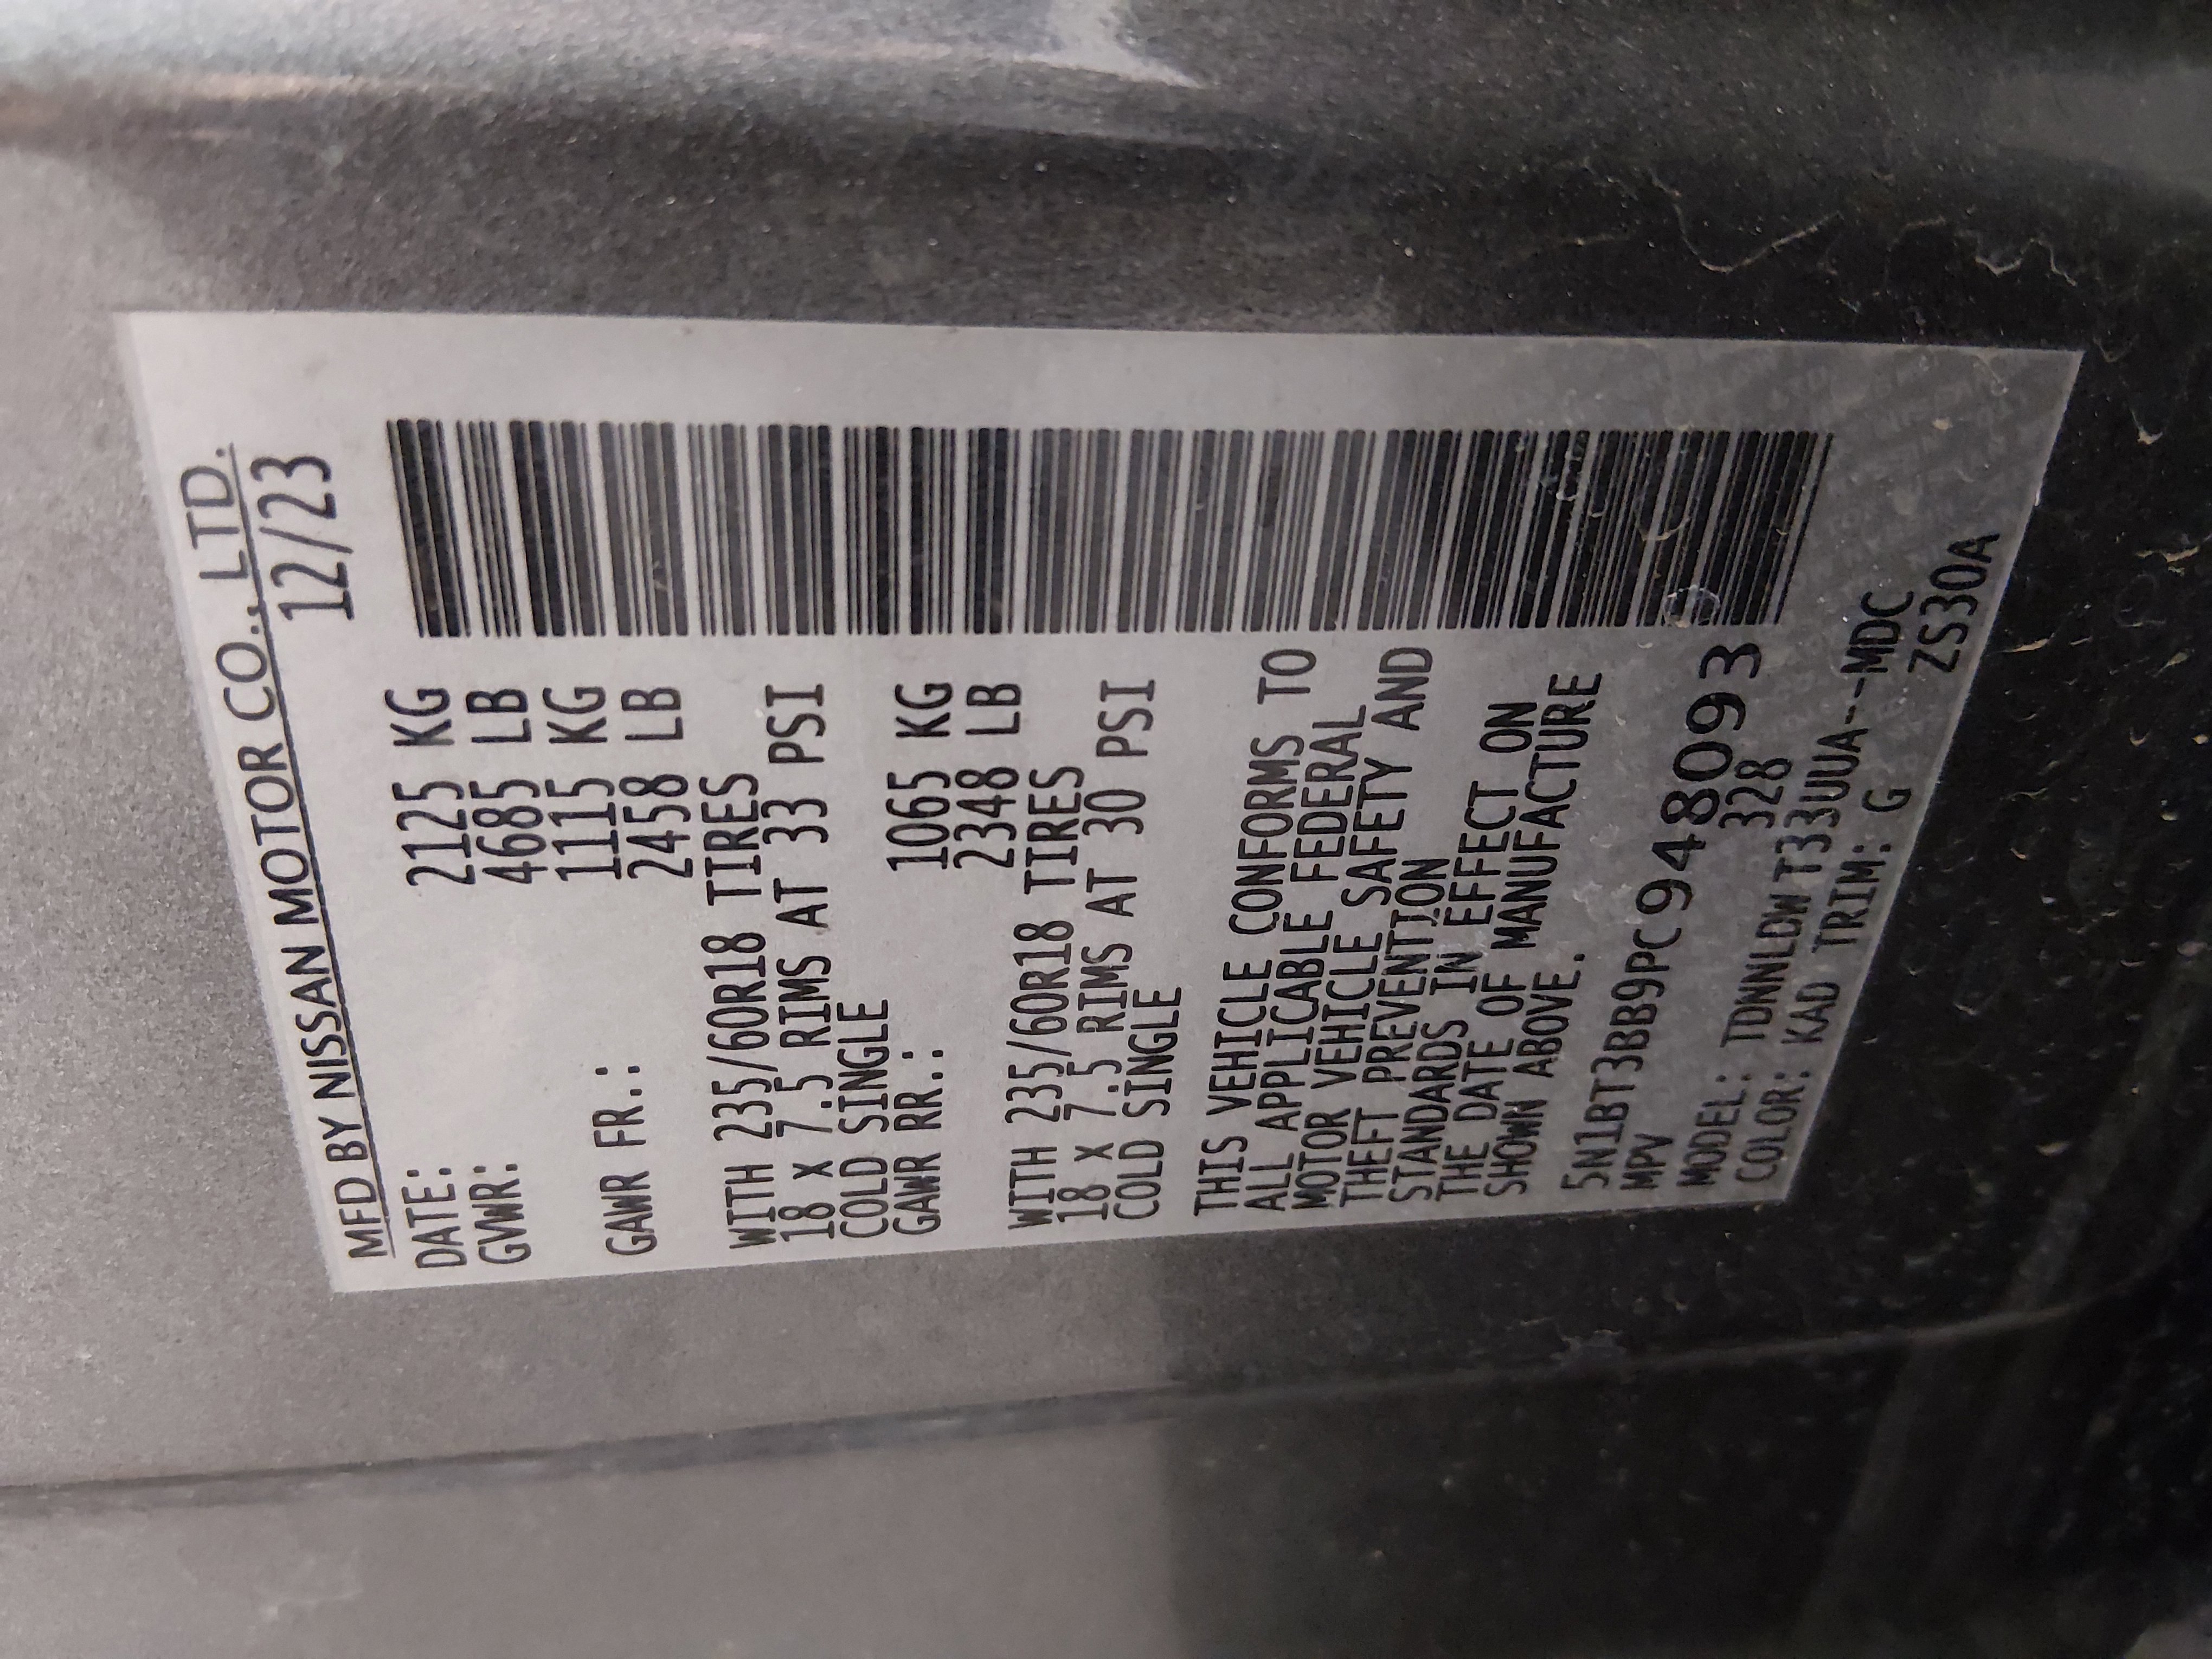 MFD BY NISSAN MOTOR CO., LTD.
DATE: 12/23
GVWR: 2125 KG
4685 LB
GAWR FR.: 1115 KG
2458 LB
WITH 235/60R18 TIRES
18 X 7.5 RIMS AT 33 PSI
COLD SINGLE
GAWR RR.: 1065 KG
2348 LB
WITH 235/60R18 TIRES
18 X 7.5 RIMS AT 30 PSI
COLD SINGLE
THIS VEHICLE CONFORMS TO
ALL APPLICABLE FEDERAL
MOTOR VEHICLE SAFETY AND
THEFT PREVENTION
STANDARDS IN EFFECT ON
THE DATE OF MANUFACTURE
SHOWN ABOVE.
5N1BT3BB9PC948093
MPV 328
MODEL: TDNNLDW T33UUA---MDC
COLOR: KAD TRIM: G ZS30A